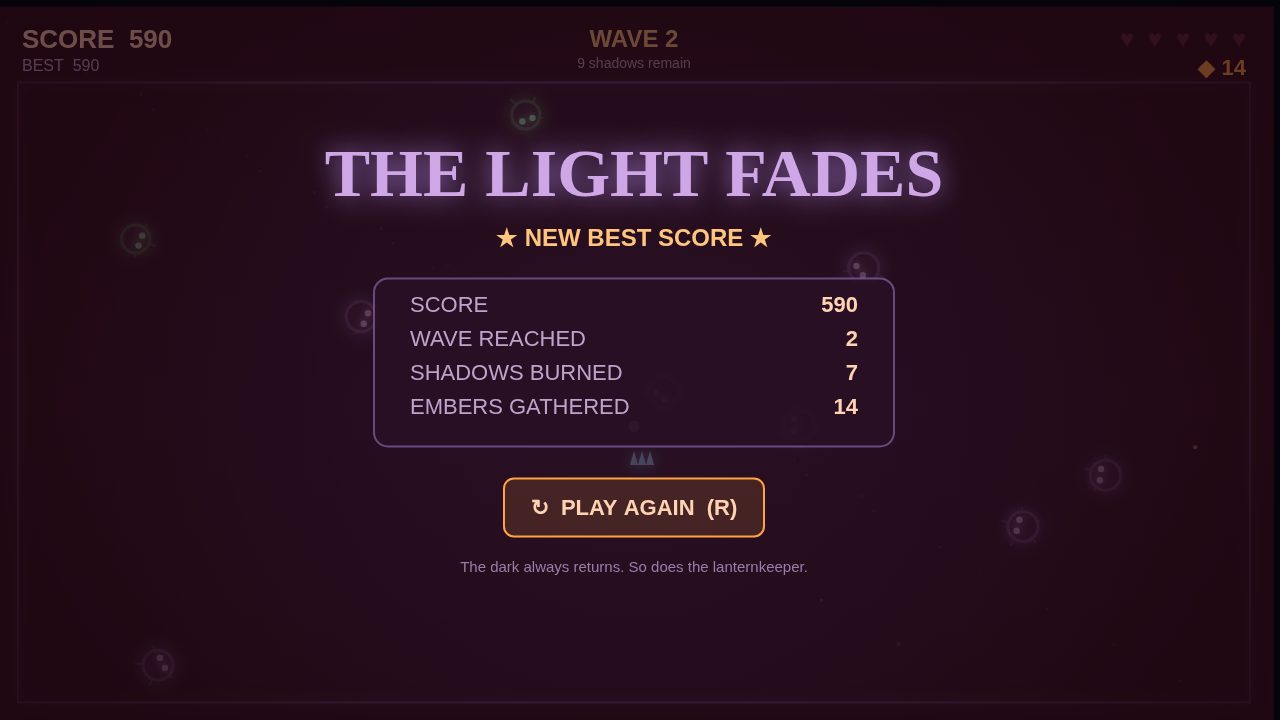 SCORE 590
BEST 590
WAVE 2
9 shadows remain
♥ ♥ ♥ ♥ ♥
◆ 14
THE LIGHT FADES
★ NEW BEST SCORE ★
SCORE 590
WAVE REACHED 2
SHADOWS BURNED 7
EMBERS GATHERED 14
↻ PLAY AGAIN (R)
The dark always returns. So does the lanternkeeper.